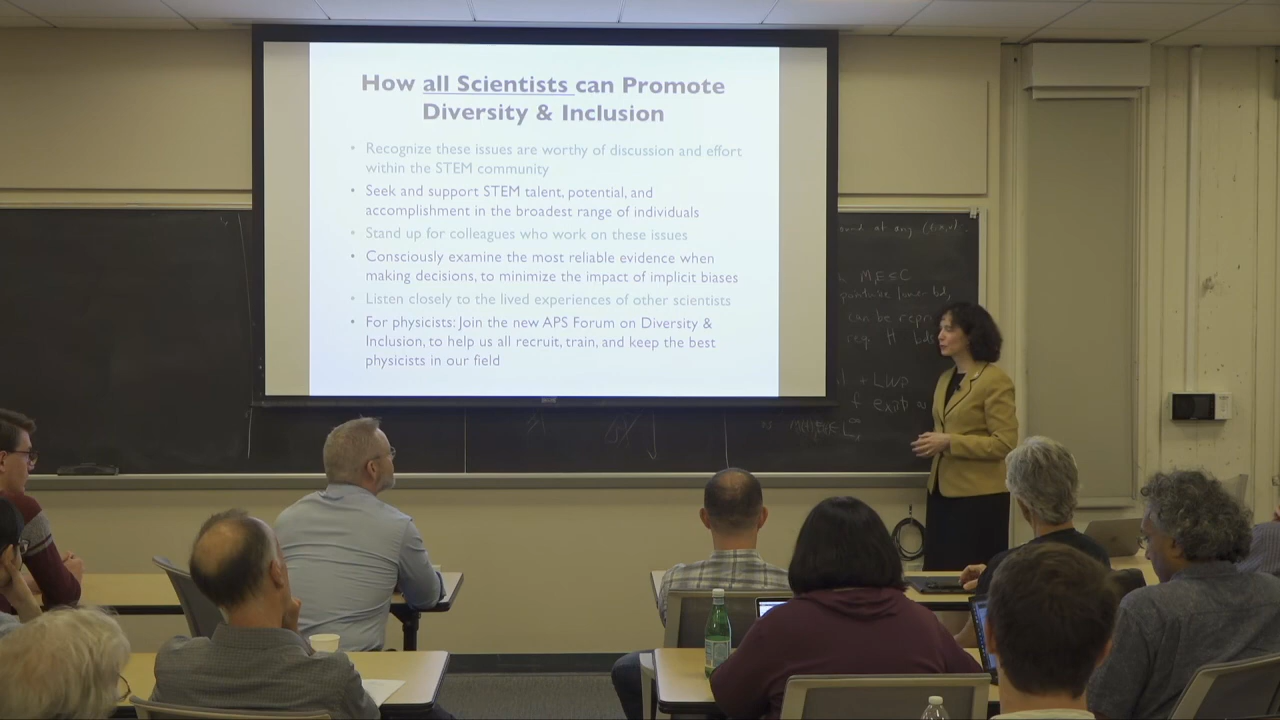 How all Scientists can Promote
Diversity & Inclusion
• Recognize these issues are worthy of discussion and effort
within the STEM community
• Seek and support STEM talent, potential, and
accomplishment in the broadest range of individuals
• Stand up for colleagues who work on these issues
• Consciously examine the most reliable evidence when
making decisions, to minimize the impact of implicit biases
• Listen closely to the lived experiences of other scientists
• For physicists: Join the new APS Forum on Diversity &
Inclusion, to help us all recruit, train, and keep the best
physicists in our field
at any
can be